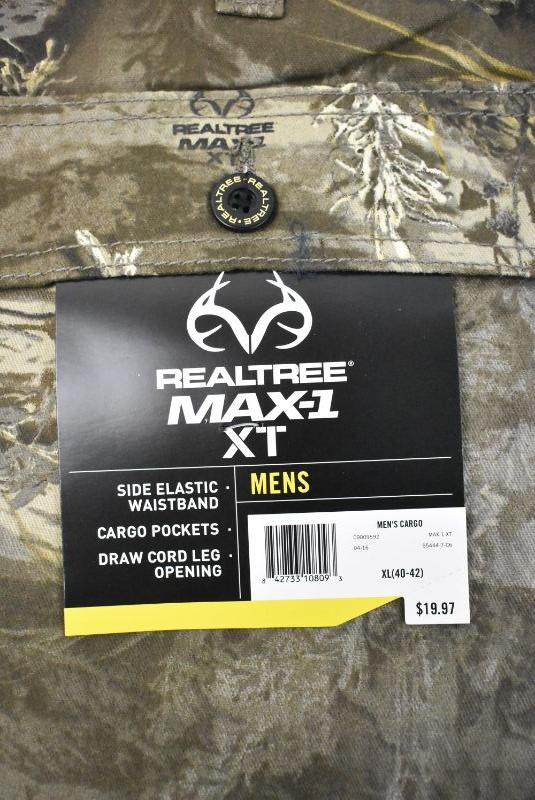 REALTREE
MAX-1
XT
REALTREE • REALTREE •
REALTREE®
MAX-1
XT
SIDE ELASTIC •
WAISTBAND
CARGO POCKETS •
DRAW CORD LEG •
OPENING
MENS
MEN'S CARGO
MAX-1 XT
04-16
XL(40-42)
8 42733 10809 3
$19.97